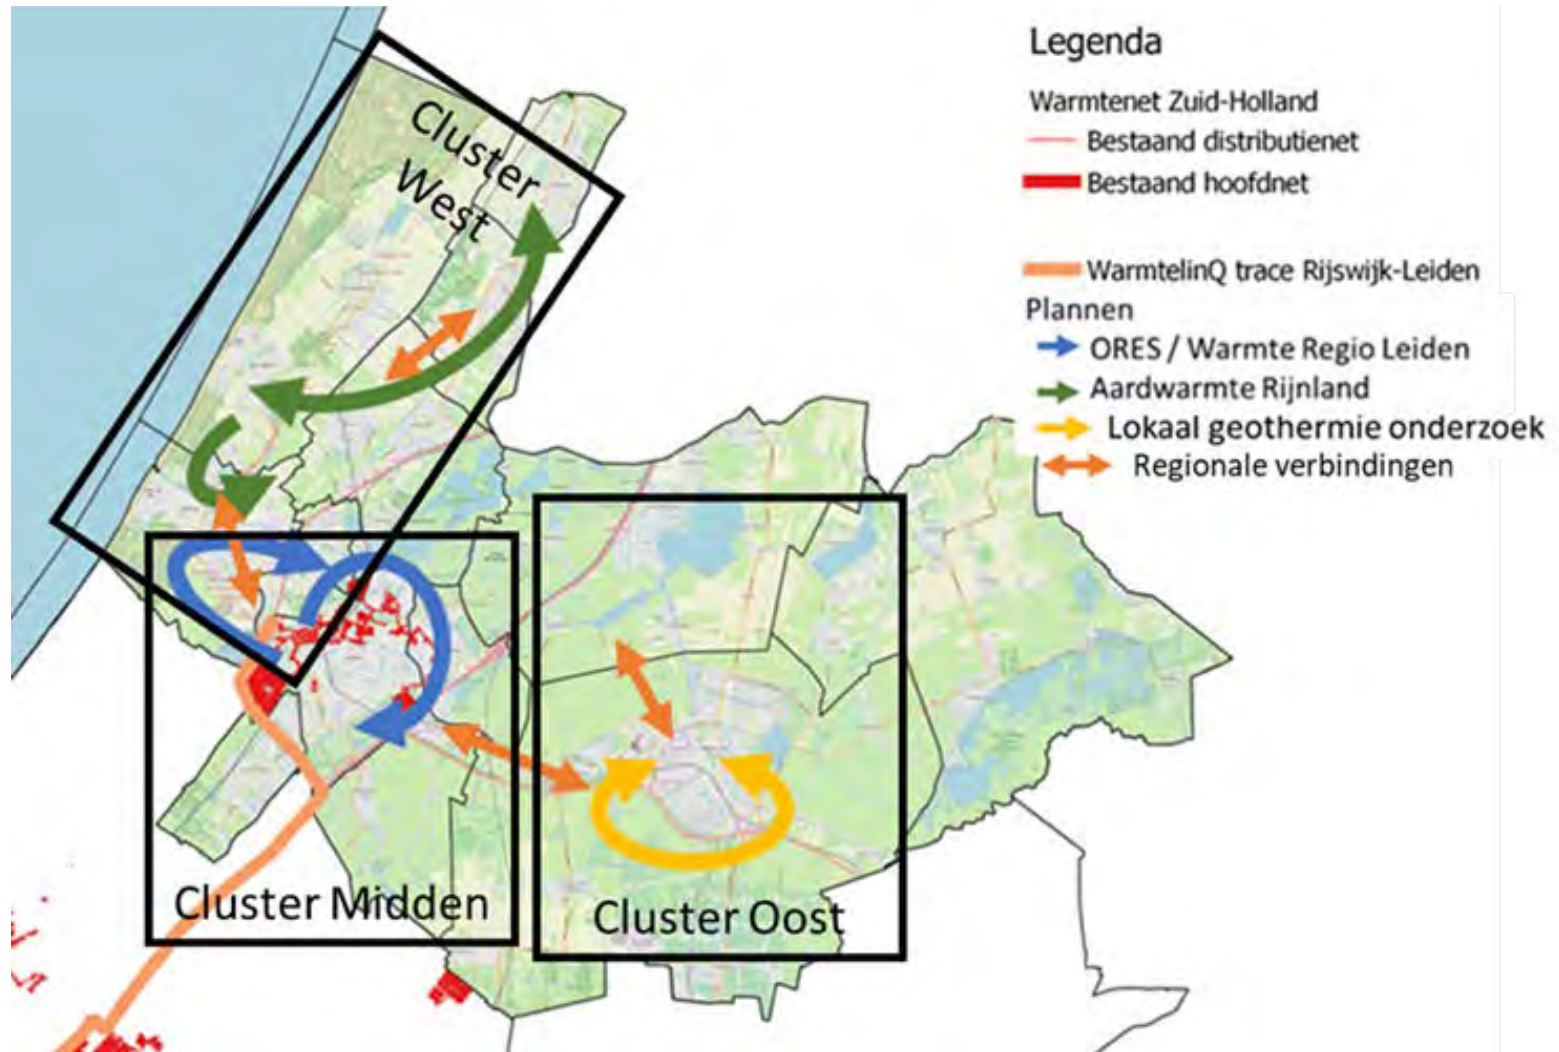 Legenda
Warmtenet Zuid-Holland
Bestaand distributienet
Bestaand hoofdnet
WarmtelinQ trace Rijswijk-Leiden
Plannen
ORES / Warmte Regio Leiden
Aardwarmte Rijnland
Lokaal geothermie onderzoek
Regionale verbindingen
Cluster
West
Cluster Midden
Cluster Oost